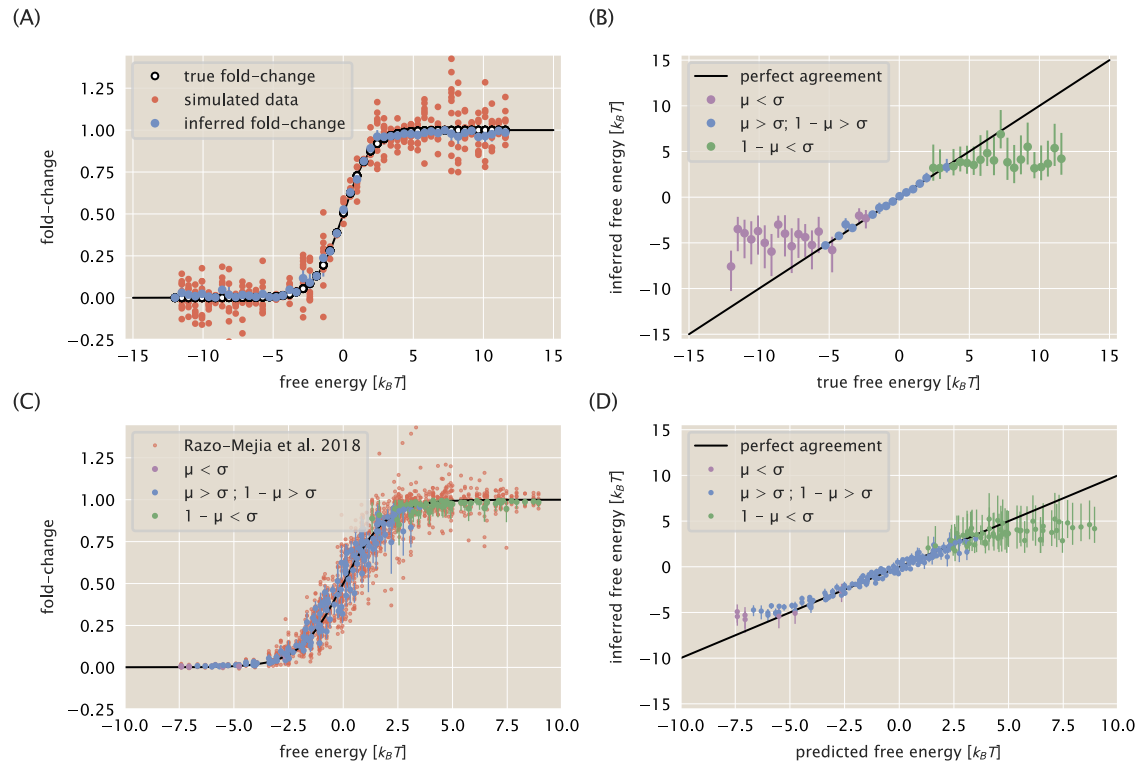 (A)
fold−change
1.25
1.00
0.75
0.50
0.25
0.00
−0.25
true fold−change
simulated data
inferred fold−change
−15 −10 −5 0 5 10 15
free energy [kBT]
(B)
inferred free energy [kBT]
15
10
5
0
−5
−10
−15
perfect agreement
μ < σ
μ > σ; 1 − μ > σ
1 − μ < σ
−15 −10 −5 0 5 10 15
true free energy [kBT]
(C)
fold−change
1.25
1.00
0.75
0.50
0.25
0.00
−0.25
Razo−Mejia et al. 2018
μ < σ
μ > σ ; 1 − μ > σ
1 − μ < σ
−10.0 −7.5 −5.0 −2.5 0.0 2.5 5.0 7.5 10.0
free energy [kBT]
(D)
inferred free energy [kBT]
15
10
5
0
−5
−10
−15
perfect agreement
μ < σ
μ > σ ; 1 − μ > σ
1 − μ < σ
−10.0 −7.5 −5.0 −2.5 0.0 2.5 5.0 7.5 10.0
predicted free energy [kBT]